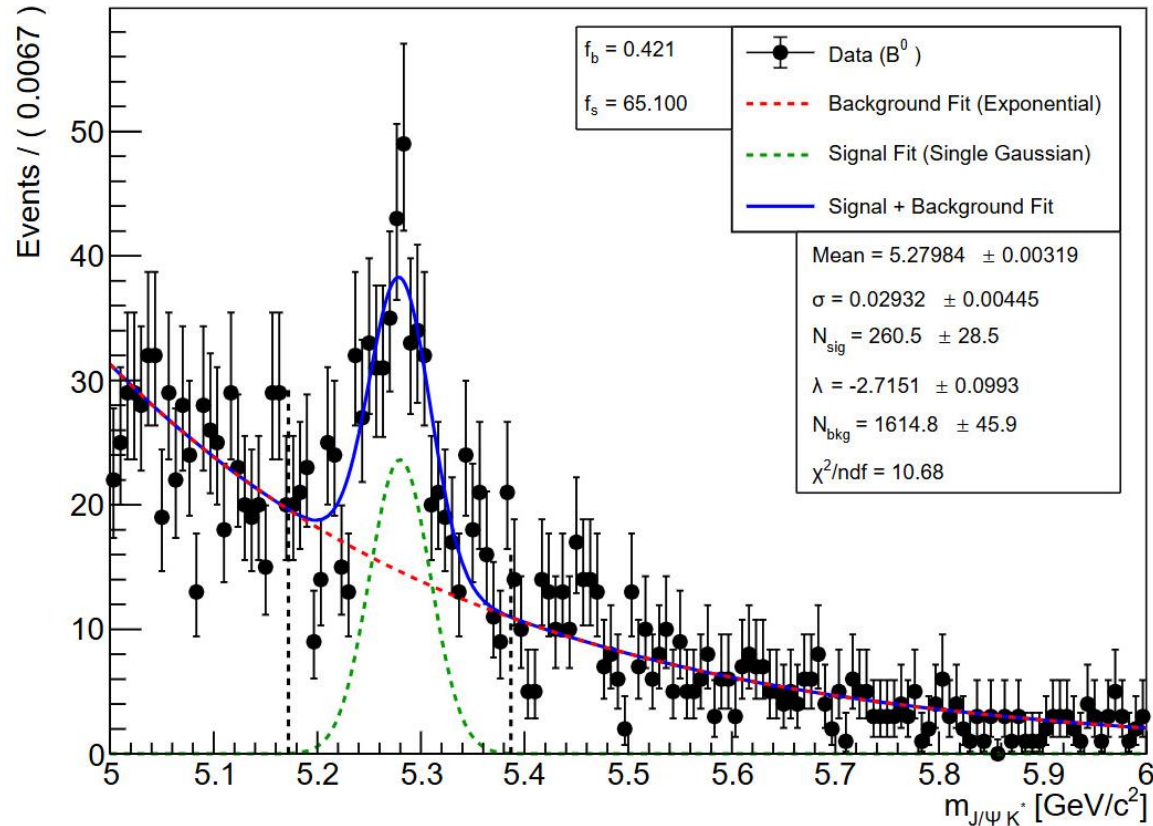 Events / ( 0.0067)
50
40
30
20
10
0
f_b = 0.421
f_s = 65.100
Data (B^0 )
Background Fit (Exponential)
Signal Fit (Single Gaussian)
Signal + Background Fit
Mean = 5.27984 ± 0.00319
σ = 0.02932 ± 0.00445
N_sig = 260.5 ± 28.5
λ = -2.7151 ± 0.0993
N_bkg = 1614.8 ± 45.9
χ²/ndf = 10.68
5 5.1 5.2 5.3 5.4 5.5 5.6 5.7 5.8 5.9 6
m_{J/Ψ K^*} [GeV/c²]